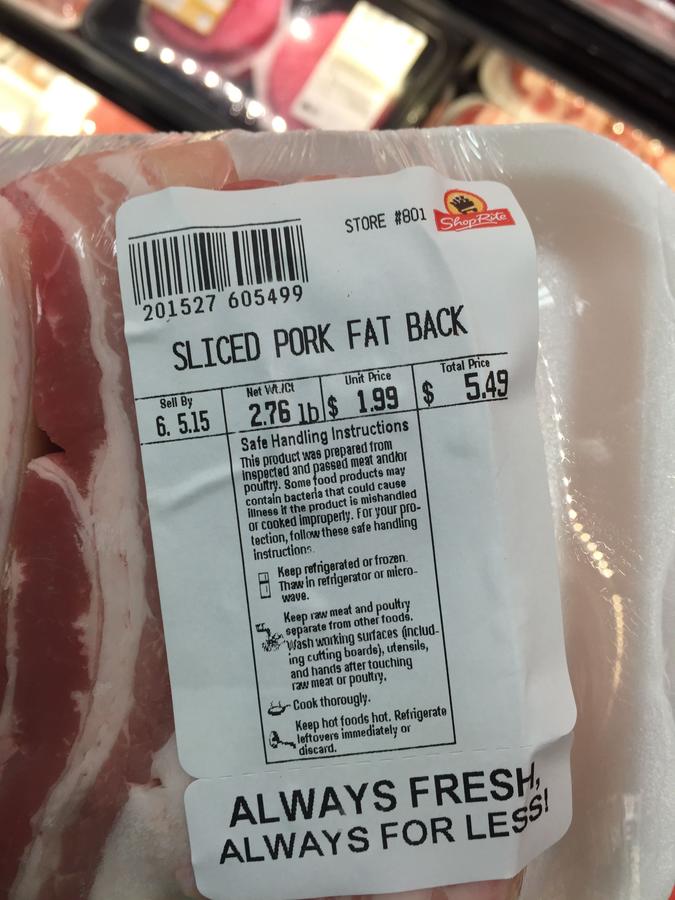 STORE #801
ShopRite
201527 605499
SLICED PORK FAT BACK
Sell By
6. 5.15
Net Wt./Ct
2.76 lb
Unit Price
$ 1.99
Total Price
$ 5.49
Safe Handling Instructions
This product was prepared from
inspected and passed meat and/or
poultry. Some food products may
contain bacteria that could cause
illness if the product is mishandled
or cooked improperly. For your pro-
tection, follow these safe handling
instructions.
Keep refrigerated or frozen.
Thaw in refrigerator or micro-
wave.
Keep raw meat and poultry
separate from other foods.
Wash working surfaces (includ-
ing cutting boards), utensils,
and hands after touching
raw meat or poultry.
Cook thorougly.
Keep hot foods hot. Refrigerate
leftovers immediately or
discard.
ALWAYS FRESH,
ALWAYS FOR LESS!